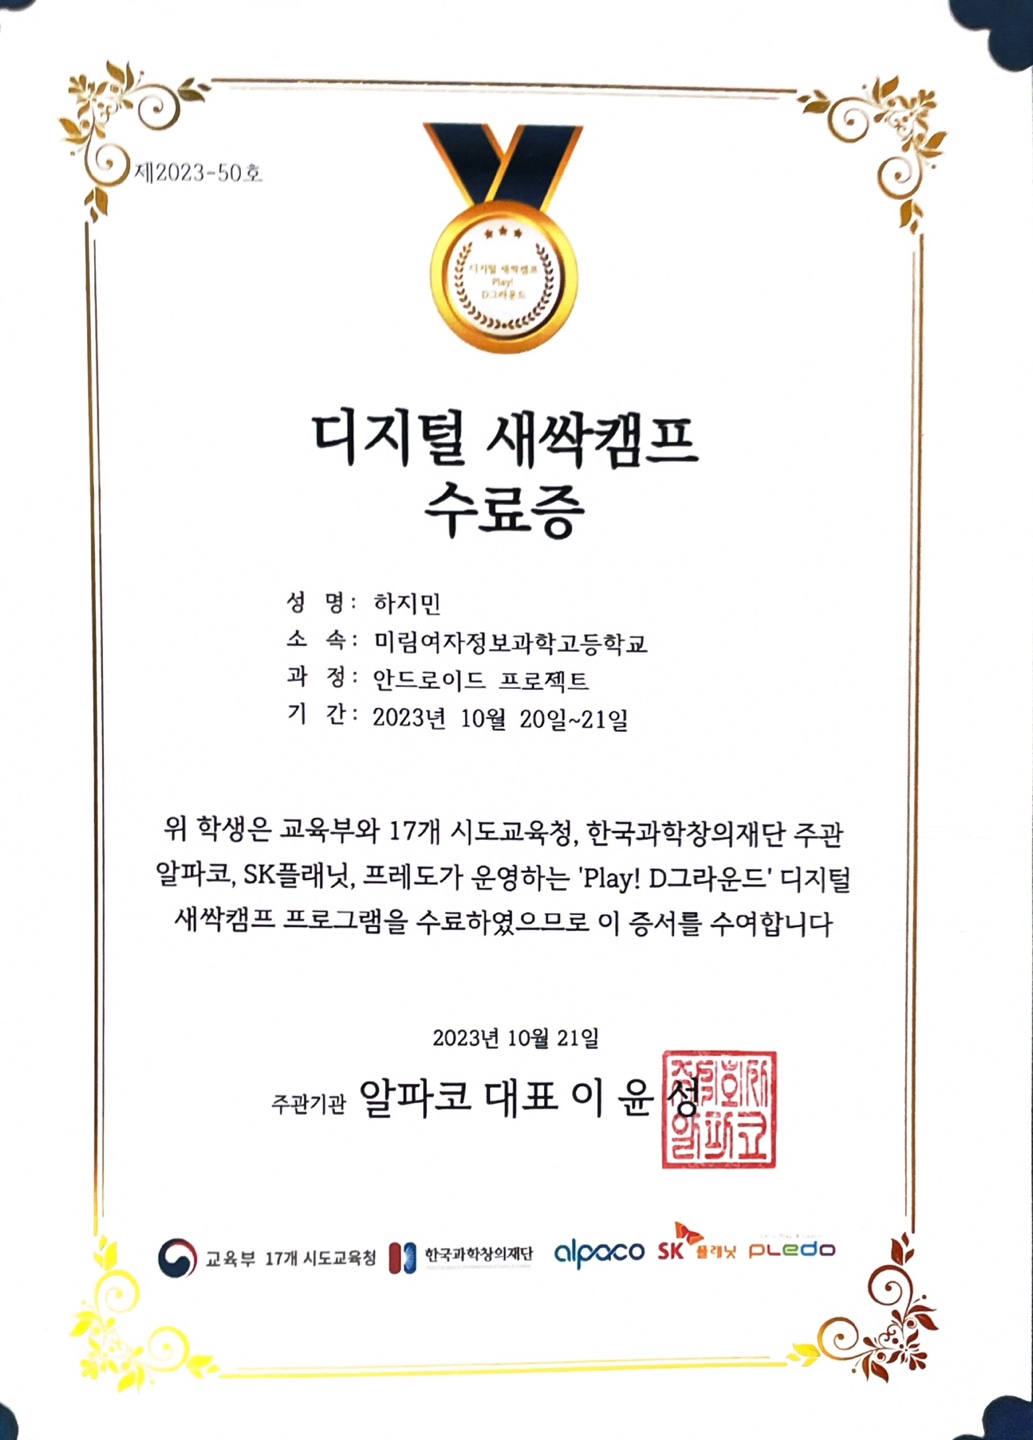 제2023-50호
디지털 새싹캠프
Play!
D그라운드
디지털 새싹캠프
수료증
성 명: 하지민
소 속: 미림여자정보과학고등학교
과 정: 안드로이드 프로젝트
기 간: 2023년 10월 20일~21일
위 학생은 교육부와 17개 시도교육청, 한국과학창의재단 주관
알파코, SK플래닛, 프레도가 운영하는 'Play! D그라운드' 디지털
새싹캠프 프로그램을 수료하였으므로 이 증서를 수여합니다
2023년 10월 21일
주관기관 알파코 대표 이 윤 성
주식회사
알파코
교육부 17개 시도교육청 한국과학창의재단 alpaco SK플래닛 PLEDO